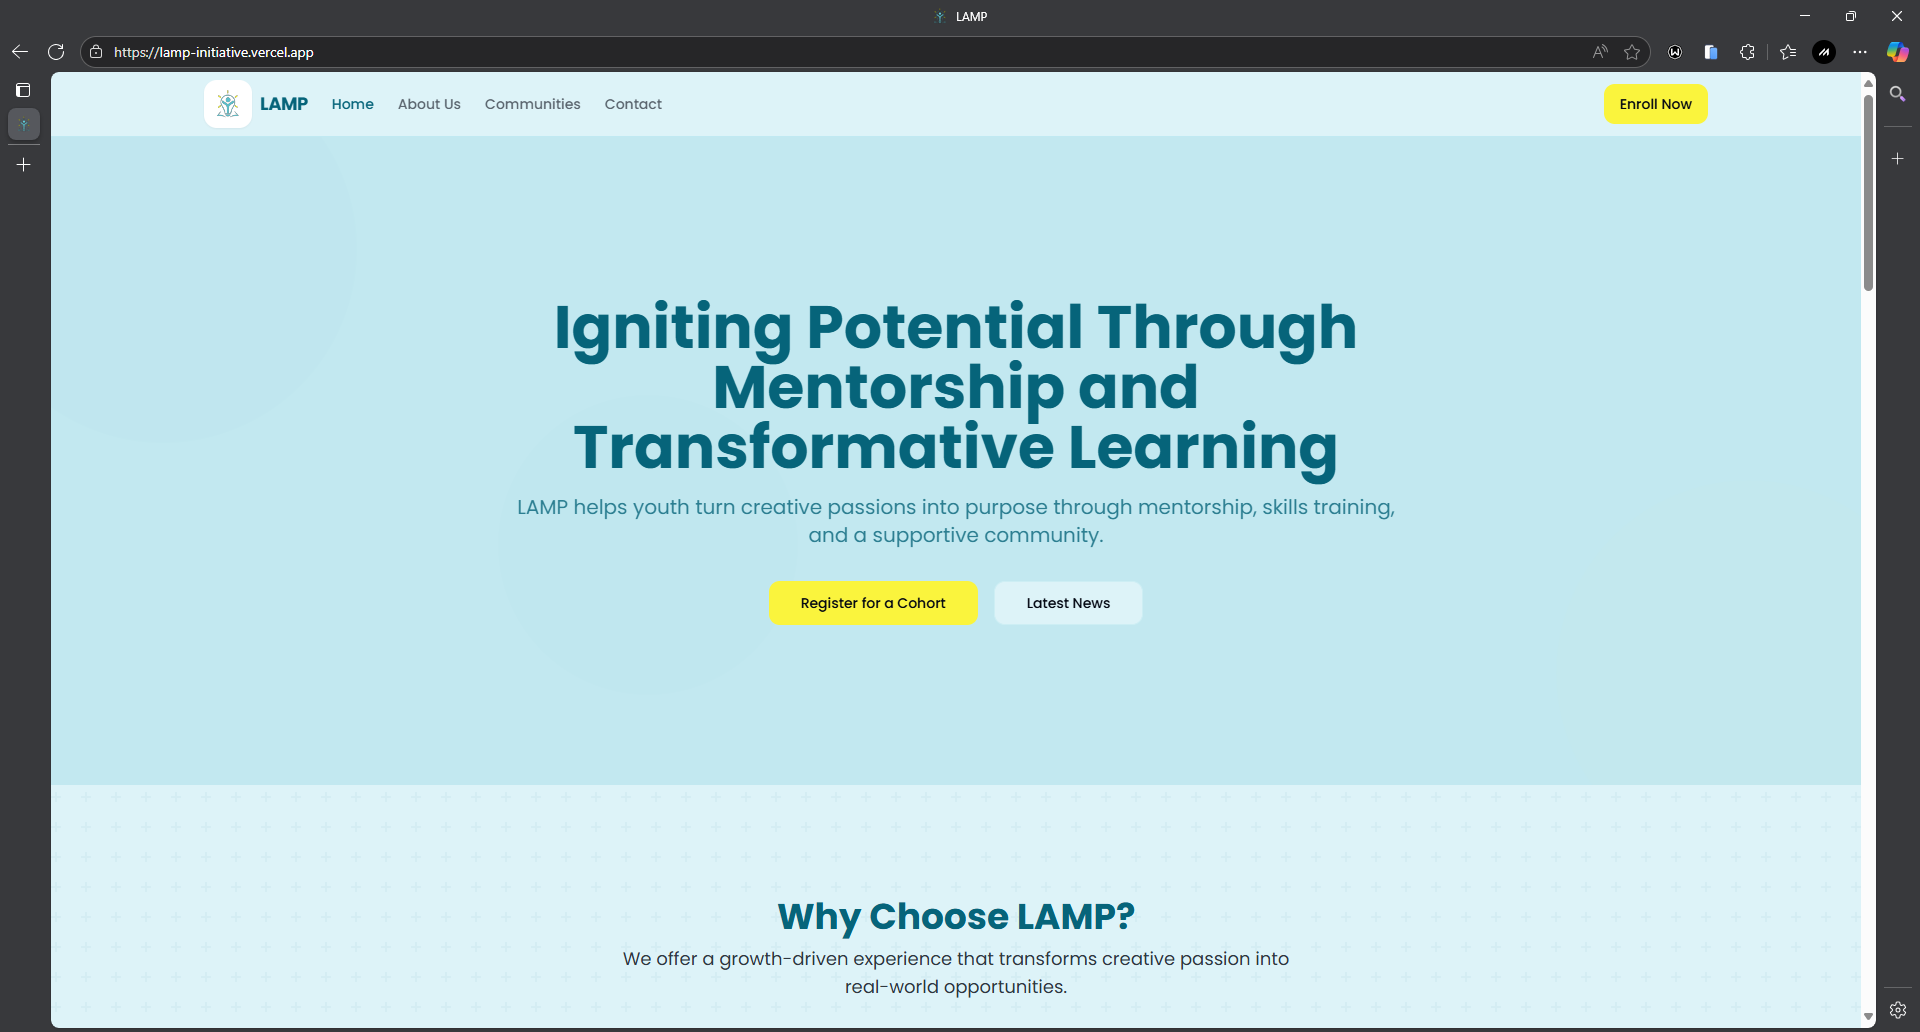 LAMP
https://lamp-initiative.vercel.app
LAMP Home About Us Communities Contact Enroll Now
Igniting Potential Through
Mentorship and
Transformative Learning
LAMP helps youth turn creative passions into purpose through mentorship, skills training,
and a supportive community.
Register for a Cohort Latest News
Why Choose LAMP?
We offer a growth-driven experience that transforms creative passion into
real-world opportunities.